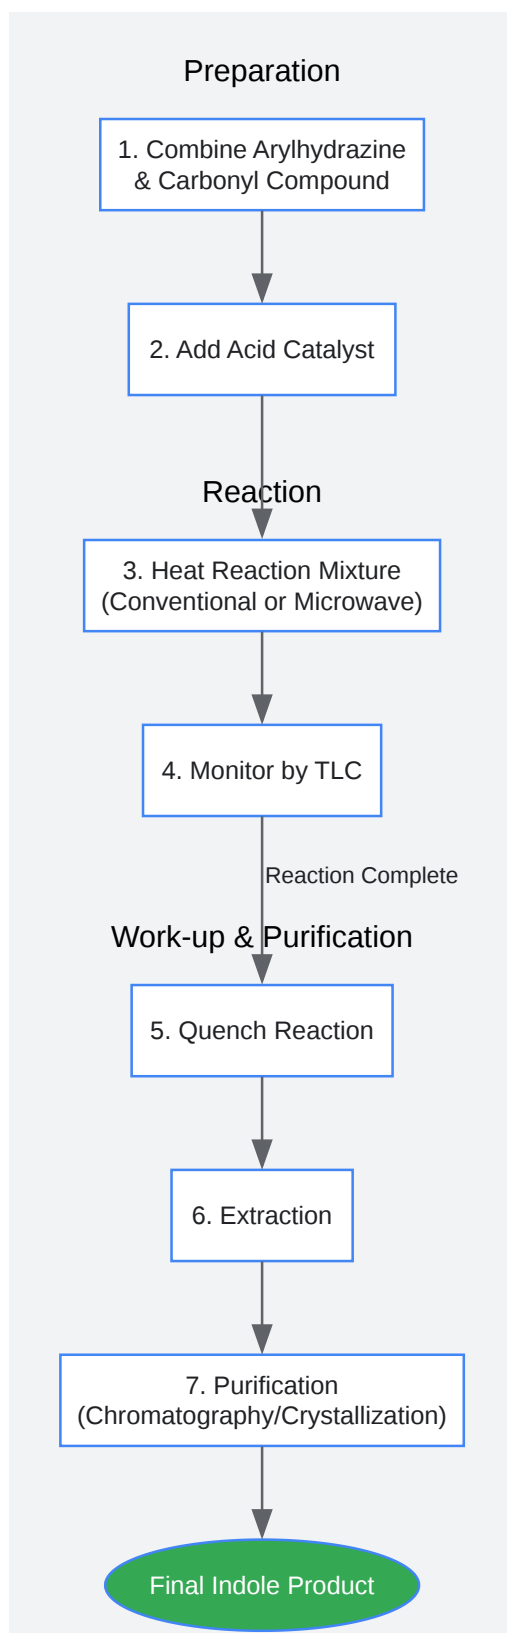 Preparation
1. Combine Arylhydrazine
& Carbonyl Compound
2. Add Acid Catalyst
Reaction
3. Heat Reaction Mixture
(Conventional or Microwave)
4. Monitor by TLC
Reaction Complete
Work-up & Purification
5. Quench Reaction
6. Extraction
7. Purification
(Chromatography/Crystallization)
Final Indole Product